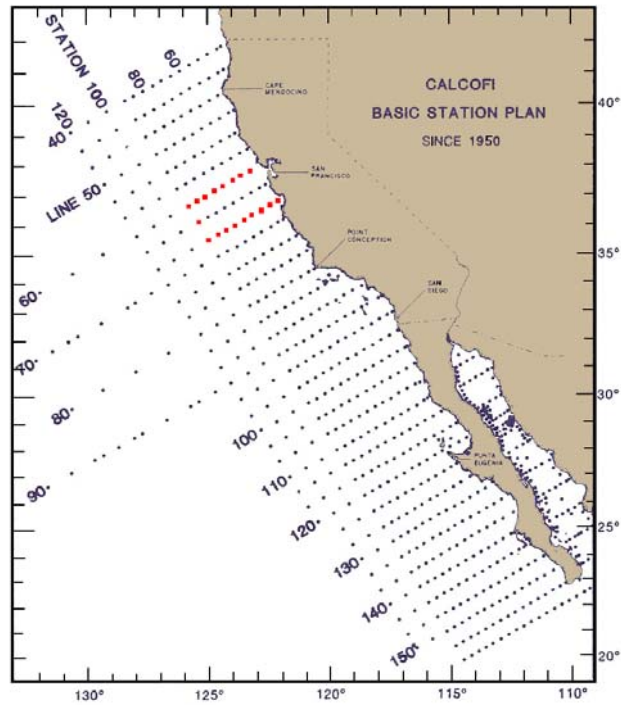 STATION 100
80
60
120
40
LINE 50
60
70
80
90
100
110
120
130
140
150
CALCOFI
BASIC STATION PLAN
SINCE 1950
CAPE
MENDOCINO
SAN
FRANCISCO
POINT
CONCEPTION
SAN
DIEGO
PUNTA
EUGENIA
40°
35°
30°
25°
20°
130°
125°
120°
115°
110°